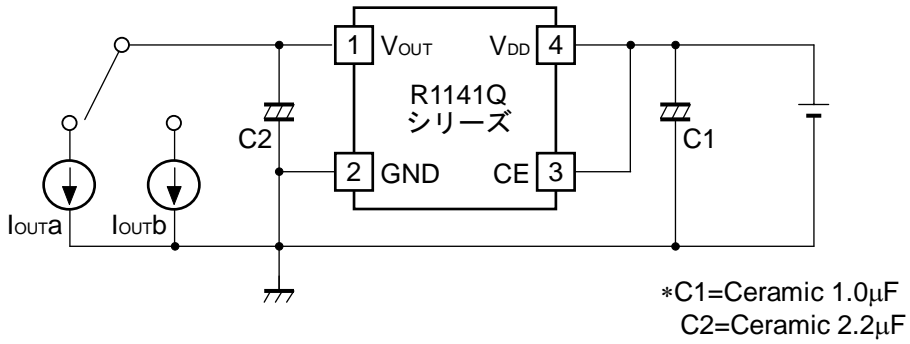 1 VOUT VDD 4
R1141Q
シリーズ
C2 C1
2 GND CE 3
IOUTa IOUTb
*C1=Ceramic 1.0μF
C2=Ceramic 2.2μF